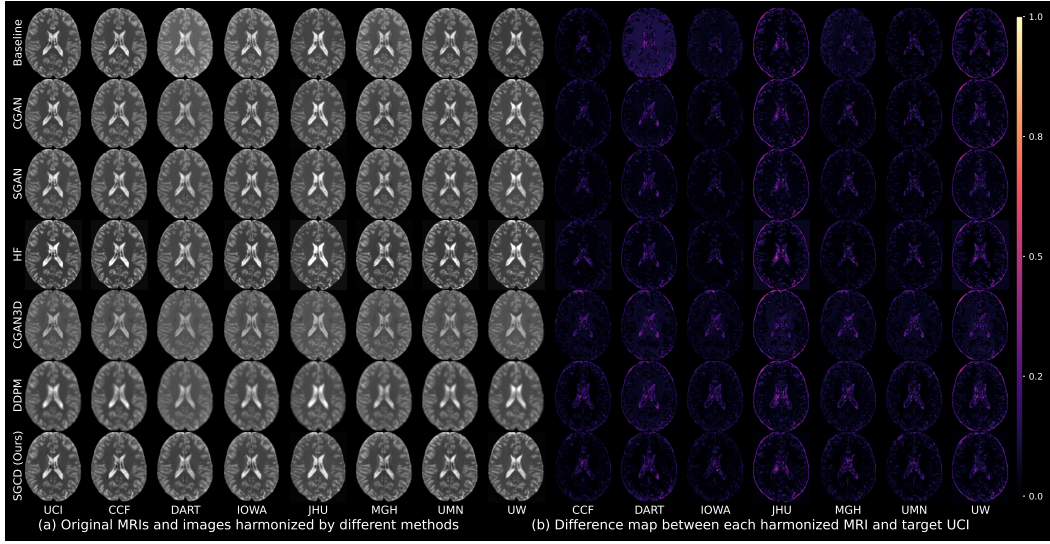 Baseline
CGAN
SGAN
HF
CGAN3D
DDPM
SGCD (Ours)
UCI CCF DART IOWA JHU MGH UMN UW
(a) Original MRIs and images harmonized by different methods
CCF DART IOWA JHU MGH UMN UW
(b) Difference map between each harmonized MRI and target UCI
1.0
0.8
0.5
0.2
0.0